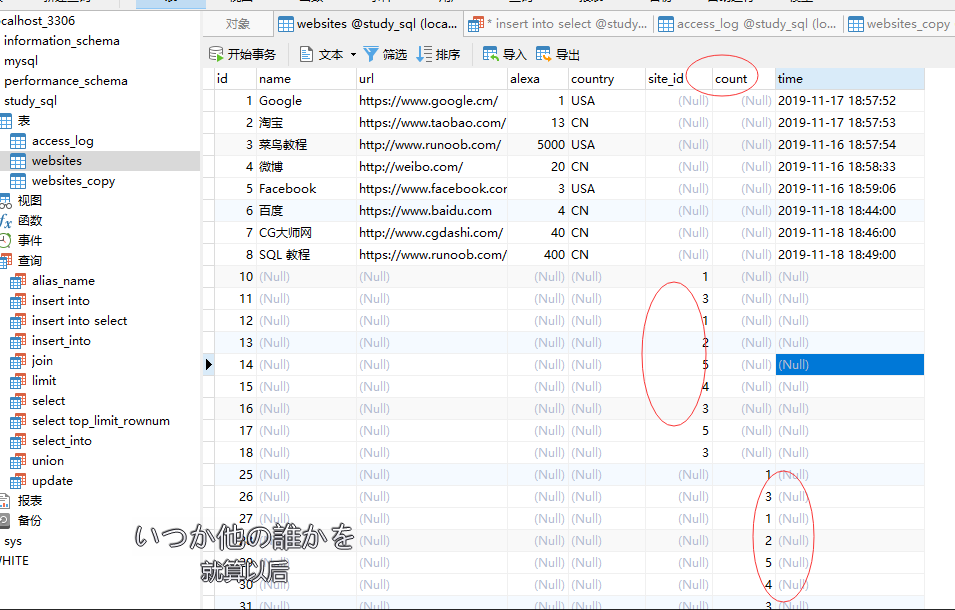 对象 websites @study_sql (loca... * insert into select @study... access_log @study_sql (lo... websites_copy
开始事务 文本 筛选 排序 导入 导出
calhost_3306
information_schema
mysql
performance_schema
study_sql
表
access_log
websites
websites_copy
视图
函数
事件
查询
alias_name
insert into
insert into select
insert_into
join
limit
select
select top_limit_rownum
select_into
union
update
报表
备份
sys
HITE
id name url alexa country site_id count time
1 Google https://www.google.cm/ 1 USA (Null) (Null) 2019-11-17 18:57:52
2 淘宝 https://www.taobao.com/ 13 CN (Null) (Null) 2019-11-17 18:57:53
3 菜鸟教程 http://www.runoob.com/ 5000 USA (Null) (Null) 2019-11-16 18:57:54
4 微博 http://weibo.com/ 20 CN (Null) (Null) 2019-11-16 18:58:33
5 Facebook https://www.facebook.cor 3 USA (Null) (Null) 2019-11-16 18:59:06
6 百度 https://www.baidu.com 4 CN (Null) (Null) 2019-11-18 18:44:00
7 CG大师网 http://www.cgdashi.com/ 40 CN (Null) (Null) 2019-11-18 18:46:00
8 SQL 教程 https://www.runoob.com/ 400 CN (Null) (Null) 2019-11-18 18:49:00
10 (Null) (Null) (Null) (Null) 1 (Null) (Null)
11 (Null) (Null) (Null) (Null) 3 (Null) (Null)
12 (Null) (Null) (Null) (Null) 1 (Null) (Null)
13 (Null) (Null) (Null) (Null) 2 (Null) (Null)
14 (Null) (Null) (Null) (Null) 5 (Null) (Null)
15 (Null) (Null) (Null) (Null) 4 (Null) (Null)
16 (Null) (Null) (Null) (Null) 3 (Null) (Null)
17 (Null) (Null) (Null) (Null) 5 (Null) (Null)
18 (Null) (Null) (Null) (Null) 3 (Null) (Null)
25 (Null) (Null) (Null) (Null) (Null) 1 (Null)
26 (Null) (Null) (Null) (Null) (Null) 3 (Null)
27 (Null) (Null) (Null) (Null) (Null) 1 (Null)
(Null) (Null) (Null) (Null) (Null) 2 (Null)
(Null) (Null) (Null) (Null) (Null) 5 (Null)
30 (Null) (Null) (Null) (Null) (Null) 4 (Null)
31 (Null) (Null) (Null) (Null) (Null) 3 (Null)
いつか他の誰かを
就算以后